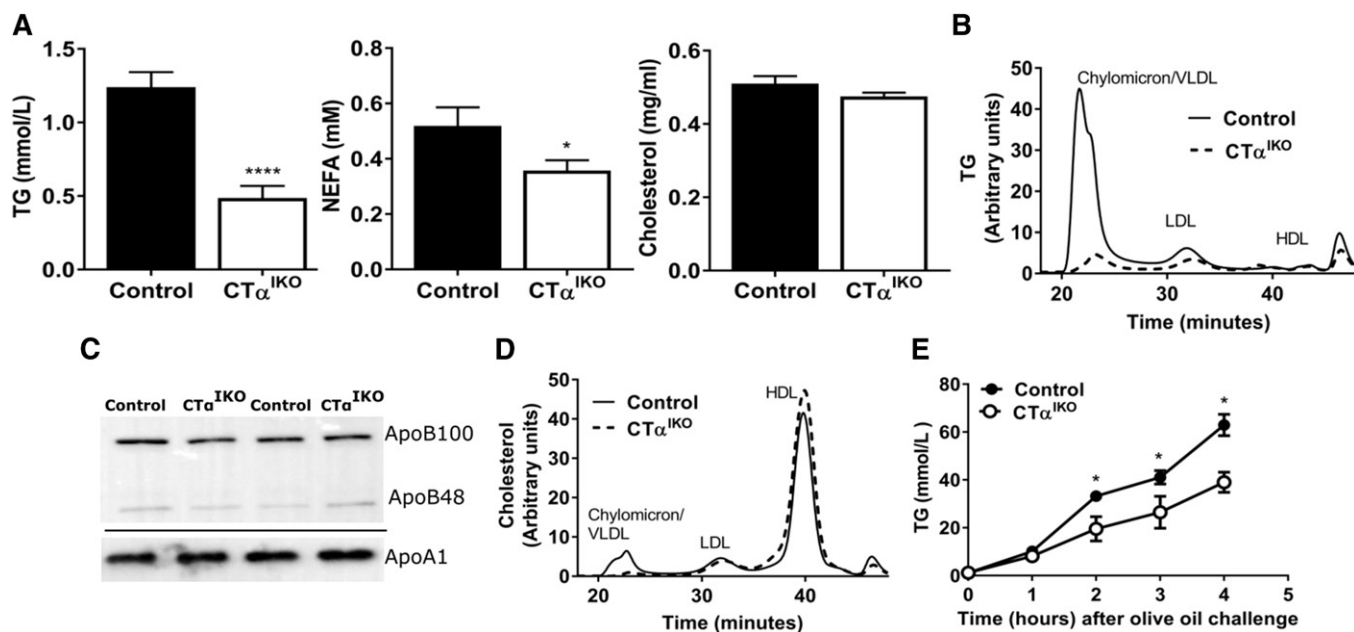 A
TG (mmol/L)
1.5
1.0
0.5
0.0
****
Control
CTα^IKO
NEFA (mM)
0.8
0.6
0.4
0.2
0.0
*
Control
CTα^IKO
Cholesterol (mg/ml)
0.6
0.4
0.2
0.0
Control
CTα^IKO
B
TG
(Arbitrary units)
50
40
30
20
10
0
Chylomicron/VLDL
Control
CTα^IKO
LDL
HDL
20 30 40
Time (minutes)
C
Control CTα^IKO Control CTα^IKO
ApoB100
ApoB48
ApoA1
D
Cholesterol
(Arbitrary units)
50
40
30
20
10
0
Control
CTα^IKO
HDL
Chylomicron/
VLDL
LDL
20 30 40
Time (minutes)
E
TG (mmol/L)
80
60
40
20
0
Control
CTα^IKO
* * *
0 1 2 3 4 5
Time (hours) after olive oil challenge